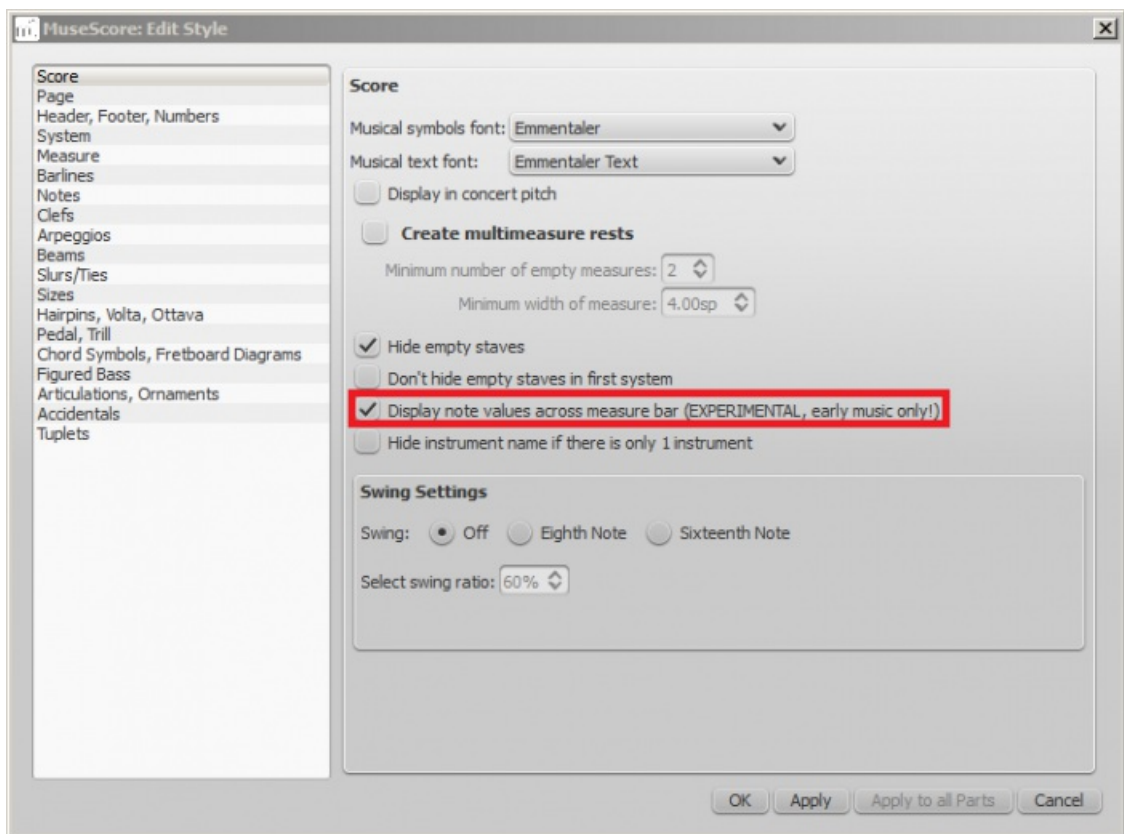 MuseScore: Edit Style
Score
Page
Header, Footer, Numbers
System
Measure
Barlines
Notes
Clefs
Arpeggios
Beams
Slurs/Ties
Sizes
Hairpins, Volta, Ottava
Pedal, Trill
Chord Symbols, Fretboard Diagrams
Figured Bass
Articulations, Ornaments
Accidentals
Tuplets
Score
Musical symbols font: Emmentaler
Musical text font: Emmentaler Text
Display in concert pitch
Create multimeasure rests
Minimum number of empty measures: 2
Minimum width of measure: 4.00sp
Hide empty staves
Don't hide empty staves in first system
Display note values across measure bar (EXPERIMENTAL, early music only!)
Hide instrument name if there is only 1 instrument
Swing Settings
Swing: Off Eighth Note Sixteenth Note
Select swing ratio: 60%
OK Apply Apply to all Parts Cancel